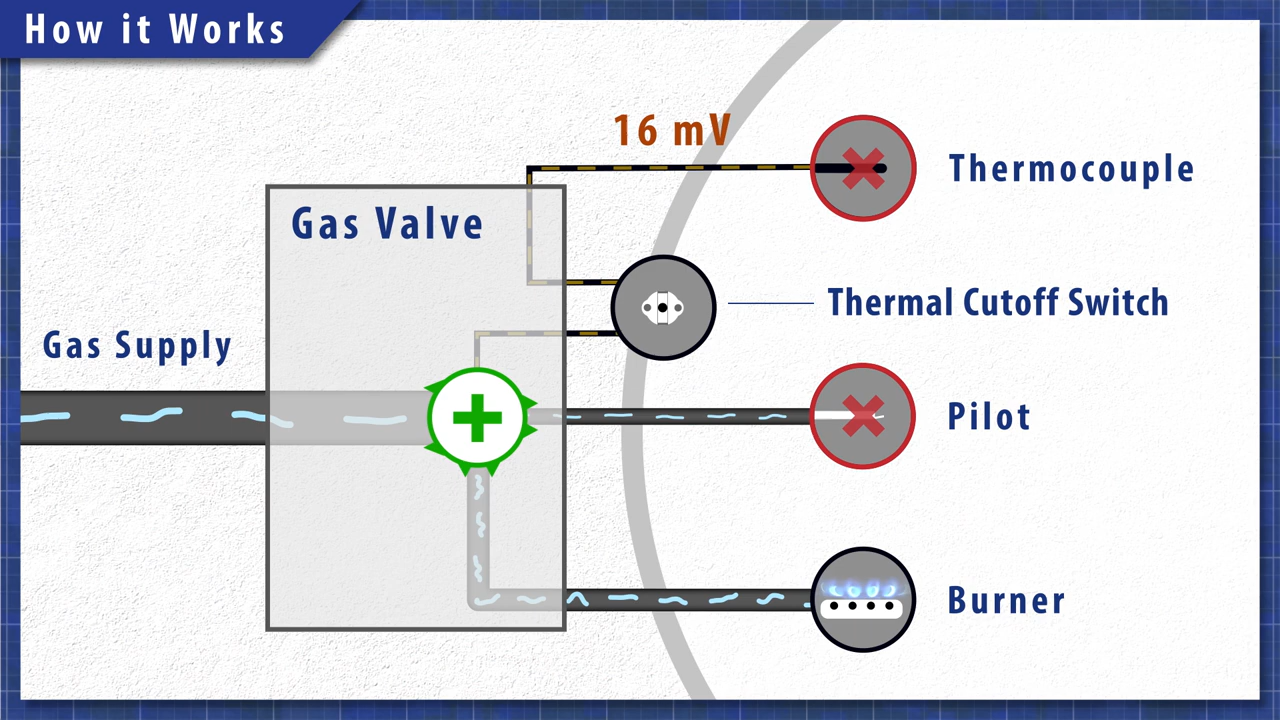 How it Works
16 mV
Thermocouple
Gas Valve
Thermal Cutoff Switch
Gas Supply
Pilot
Burner